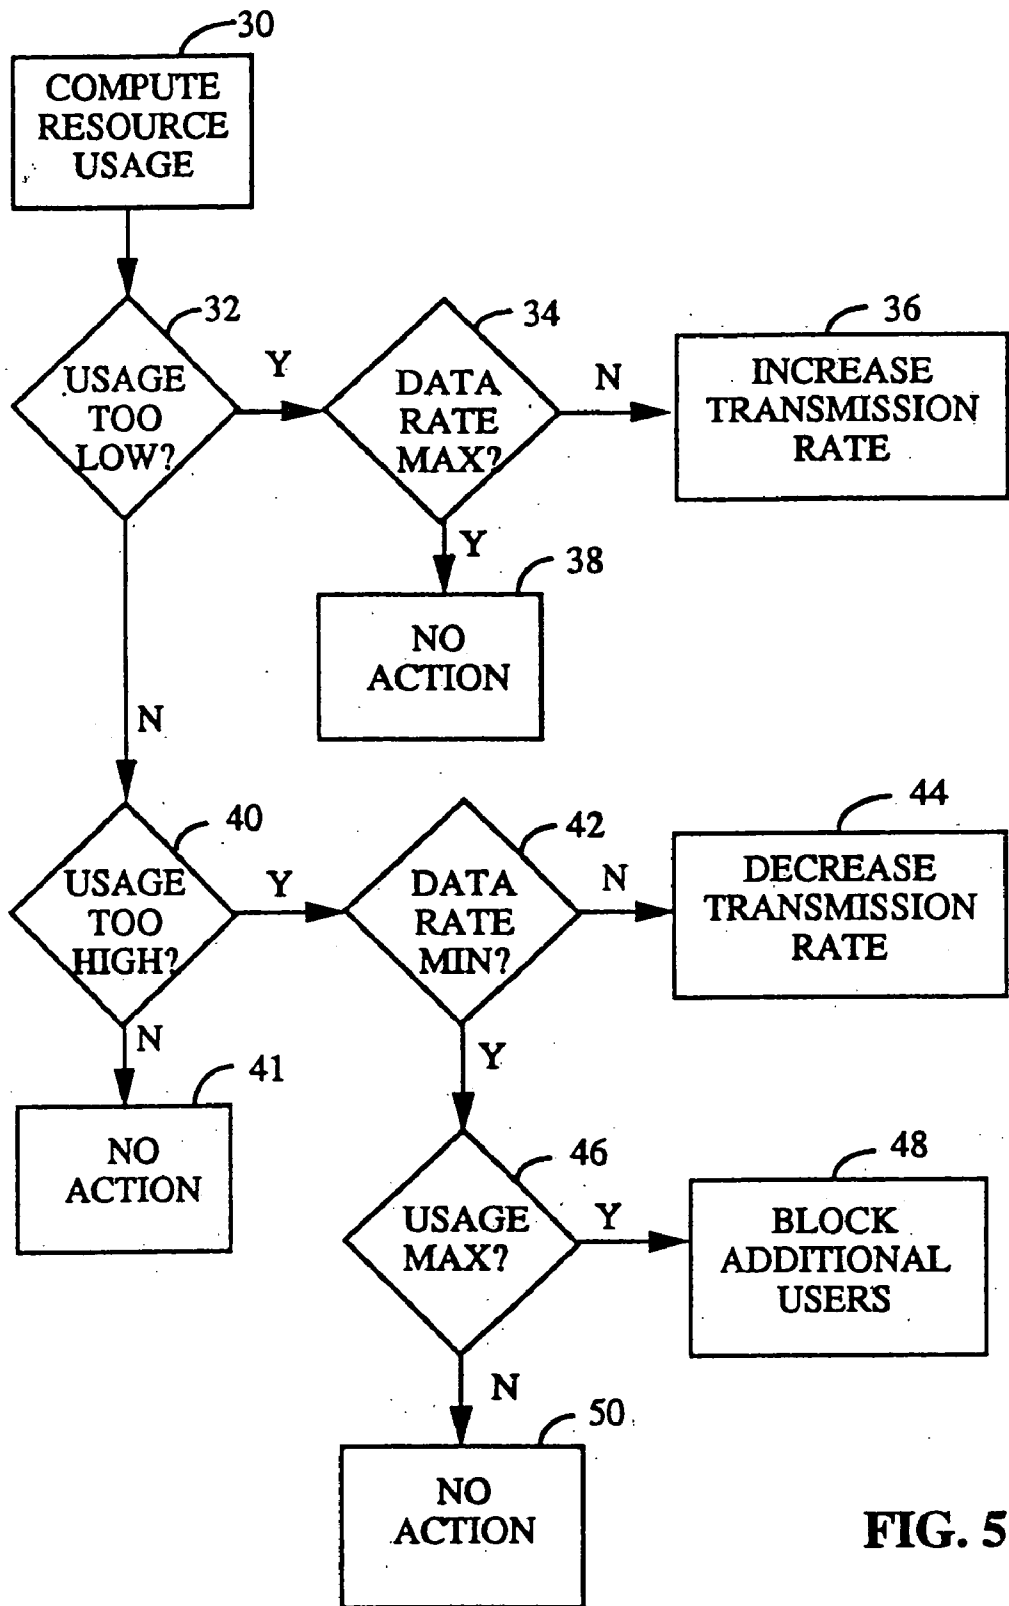 30
COMPUTE
RESOURCE
USAGE
32
USAGE
TOO
LOW?
Y
34
DATA
RATE
MAX?
N
36
INCREASE
TRANSMISSION
RATE
Y
38
NO
ACTION
N
40
USAGE
TOO
HIGH?
Y
42
DATA
RATE
MIN?
N
44
DECREASE
TRANSMISSION
RATE
N
41
NO
ACTION
Y
46
USAGE
MAX?
Y
48
BLOCK
ADDITIONAL
USERS
N
50
NO
ACTION
FIG. 5